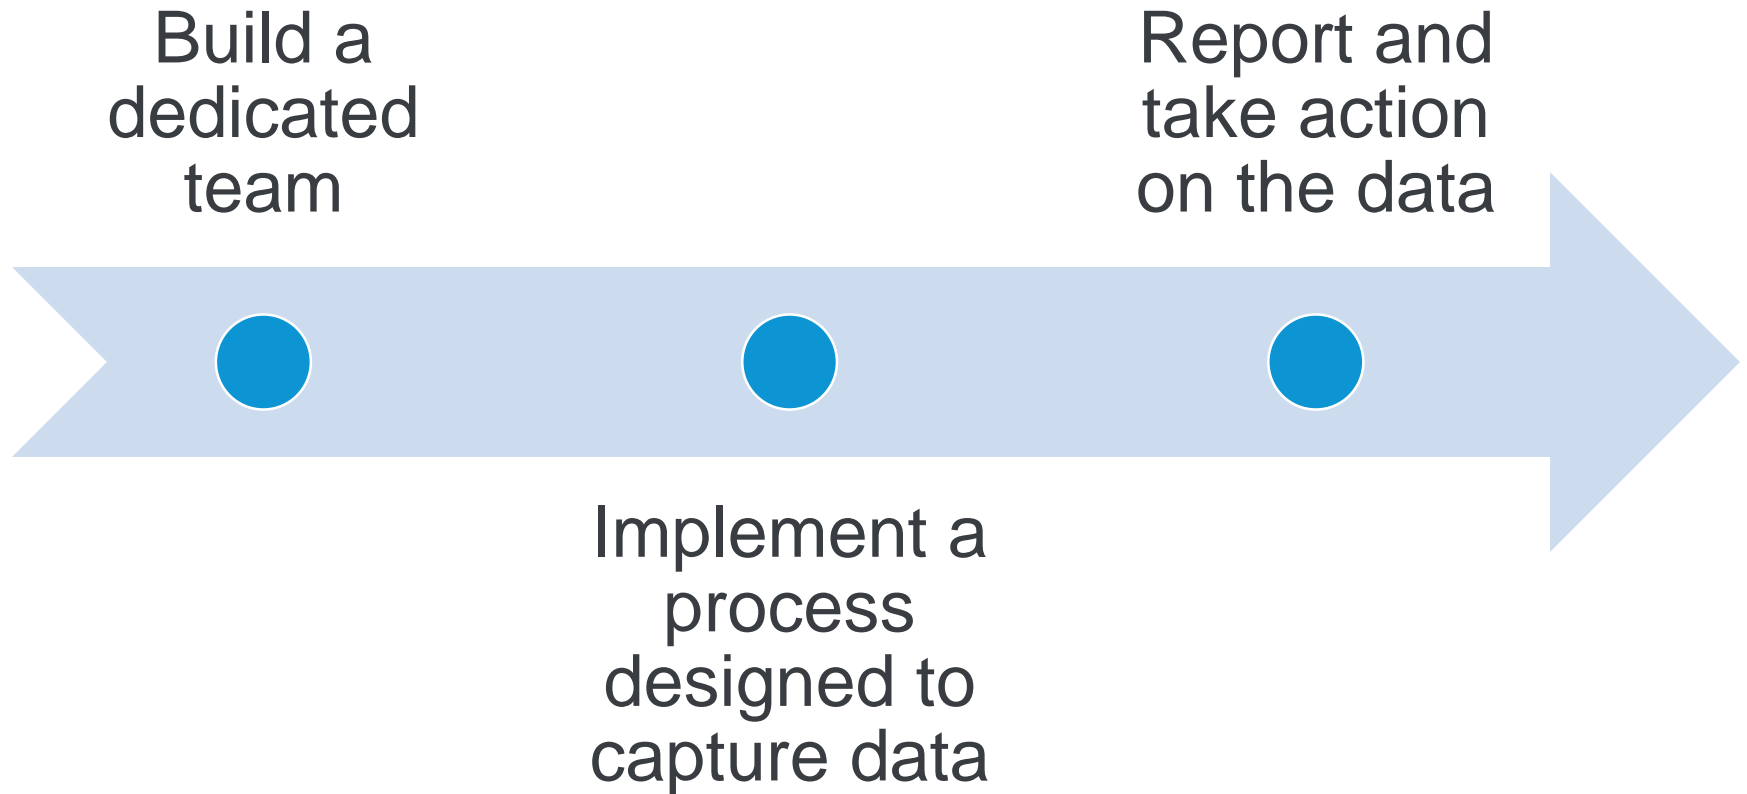 Build a
dedicated
team
Implement a
process
designed to
capture data
Report and
take action
on the data